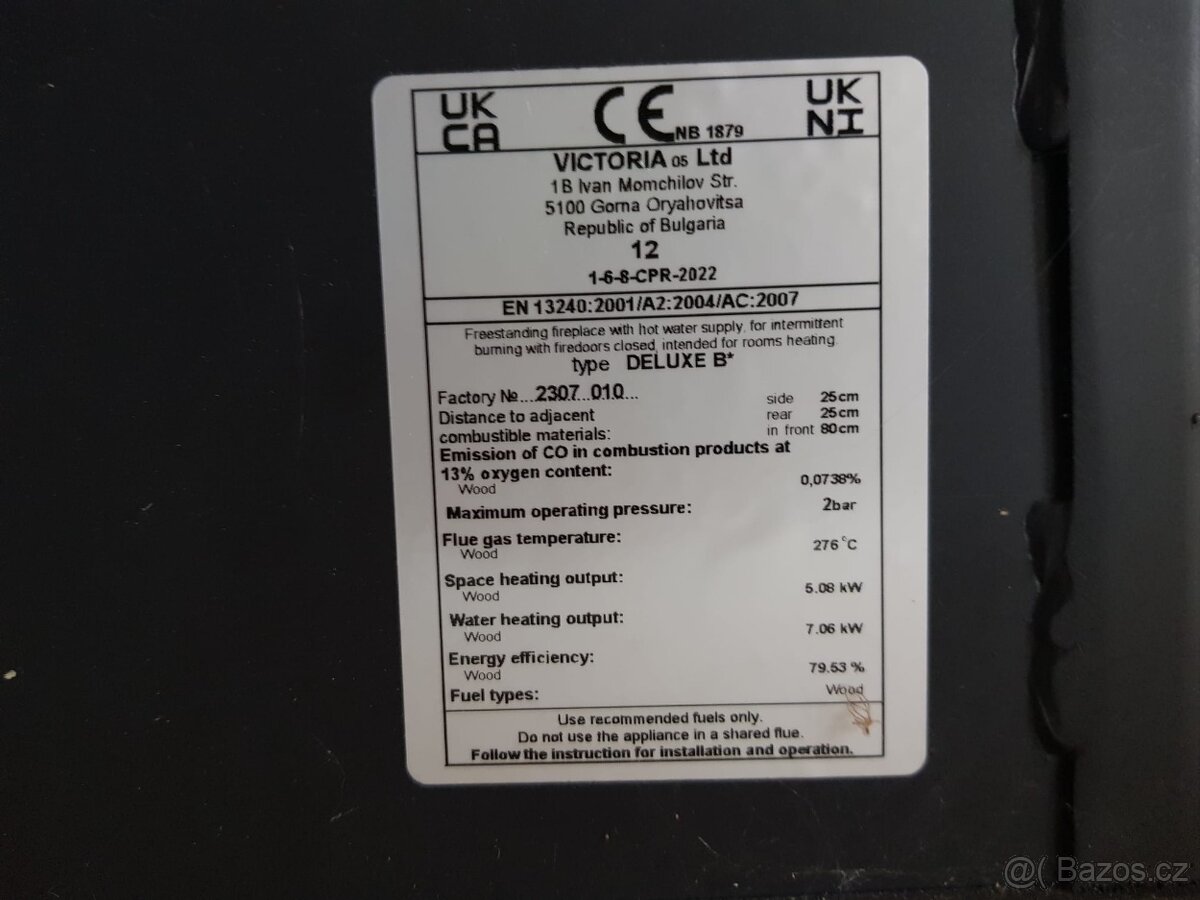 UK CA
CE NB 1879
UK NI
VICTORIA 05 Ltd
1B Ivan Momchilov Str.
5100 Gorna Oryahovitsa
Republic of Bulgaria
12
1-6-8-CPR-2022
EN 13240:2001/A2:2004/AC:2007
Freestanding fireplace with hot water supply, for intermittent
burning with firedoors closed, intended for rooms heating.
type DELUXE B*
Factory №...2307 010...
Distance to adjacent
combustible materials:
side 25cm
rear 25cm
in front 80cm
Emission of CO in combustion products at
13% oxygen content:
Wood 0,0738%
Maximum operating pressure: 2bar
Flue gas temperature:
Wood 276 °C
Space heating output:
Wood 5.08 kW
Water heating output:
Wood 7.06 kW
Energy efficiency:
Wood 79.53 %
Fuel types: Wood
Use recommended fuels only.
Do not use the appliance in a shared flue.
Follow the instruction for installation and operation.
@( Bazos.cz